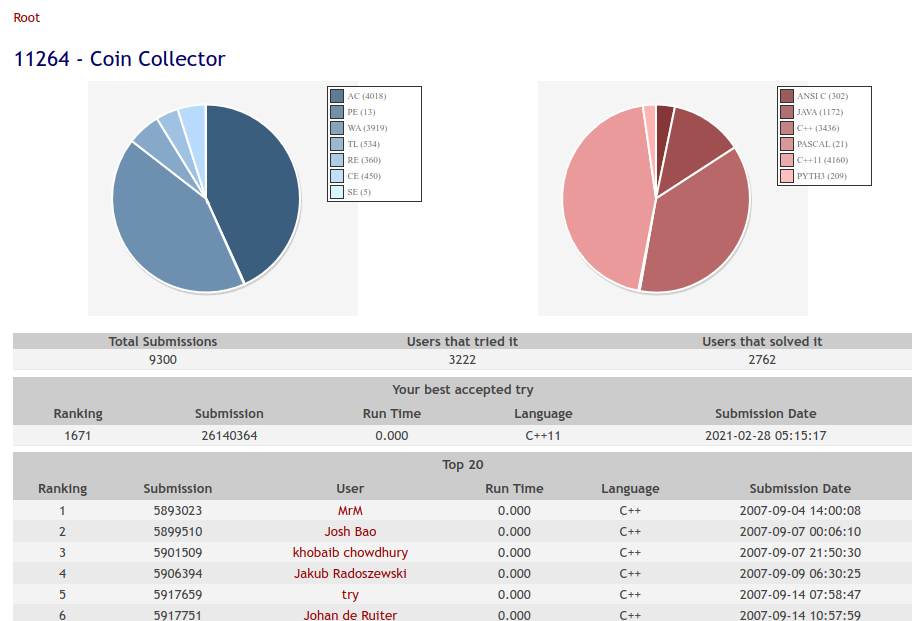 Root
11264 - Coin Collector
AC (4018)
PE (13)
WA (3919)
TL (534)
RE (360)
CE (450)
SE (5)
ANSI C (302)
JAVA (1172)
C++ (3436)
PASCAL (21)
C++11 (4160)
PYTH3 (209)
Total Submissions Users that tried it Users that solved it
9300 3222 2762
Your best accepted try
Ranking Submission Run Time Language Submission Date
1671 26140364 0.000 C++11 2021-02-28 05:15:17
Top 20
Ranking Submission User Run Time Language Submission Date
1 5893023 MrM 0.000 C++ 2007-09-04 14:00:08
2 5899510 Josh Bao 0.000 C++ 2007-09-07 00:06:10
3 5901509 khobaib chowdhury 0.000 C++ 2007-09-07 21:50:30
4 5906394 Jakub Radoszewski 0.000 C++ 2007-09-09 06:30:25
5 5917659 try 0.000 C++ 2007-09-14 07:58:47
6 5917751 Johan de Ruiter 0.000 C++ 2007-09-14 10:57:59